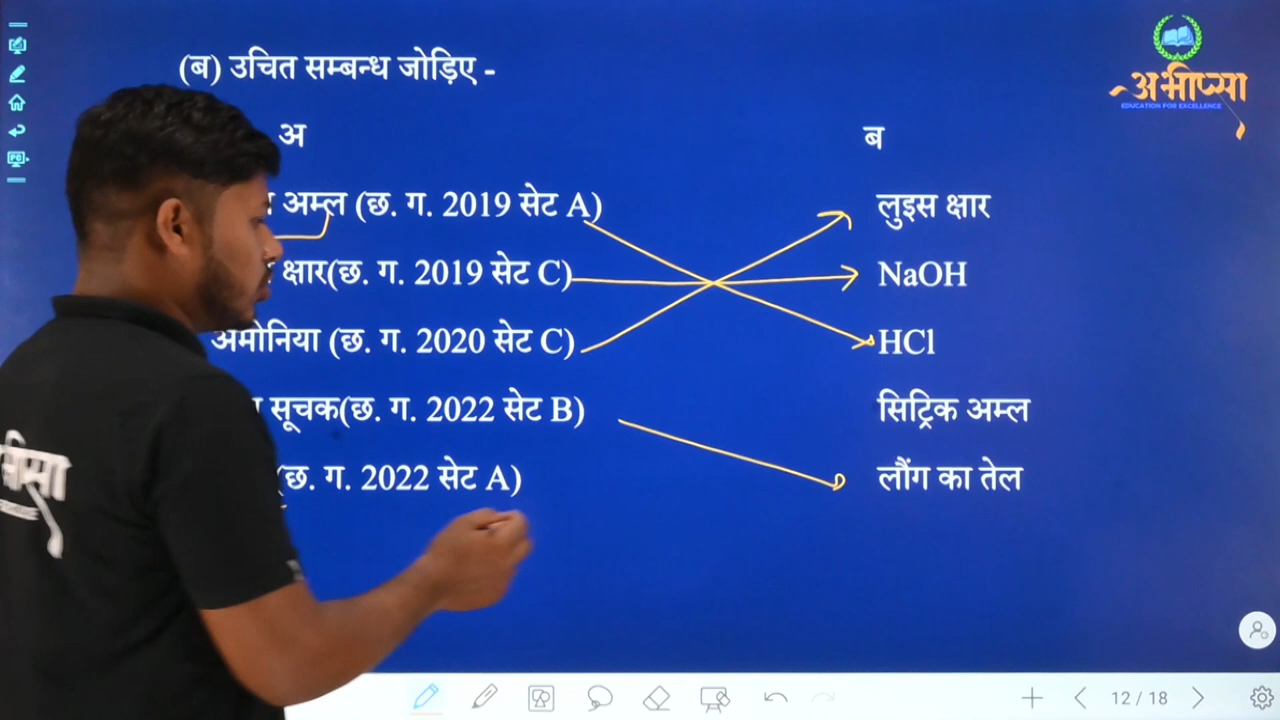 (ब) उचित सम्बन्ध जोड़िए -
अभीप्सा
EDUCATION FOR EXCELLENCE
अ ब
अम्ल (छ. ग. 2019 सेट A) लुइस क्षार
क्षार(छ. ग. 2019 सेट C) NaOH
अमोनिया (छ. ग. 2020 सेट C) HCl
सूचक(छ. ग. 2022 सेट B) सिट्रिक अम्ल
(छ. ग. 2022 सेट A) लौंग का तेल
12 / 18